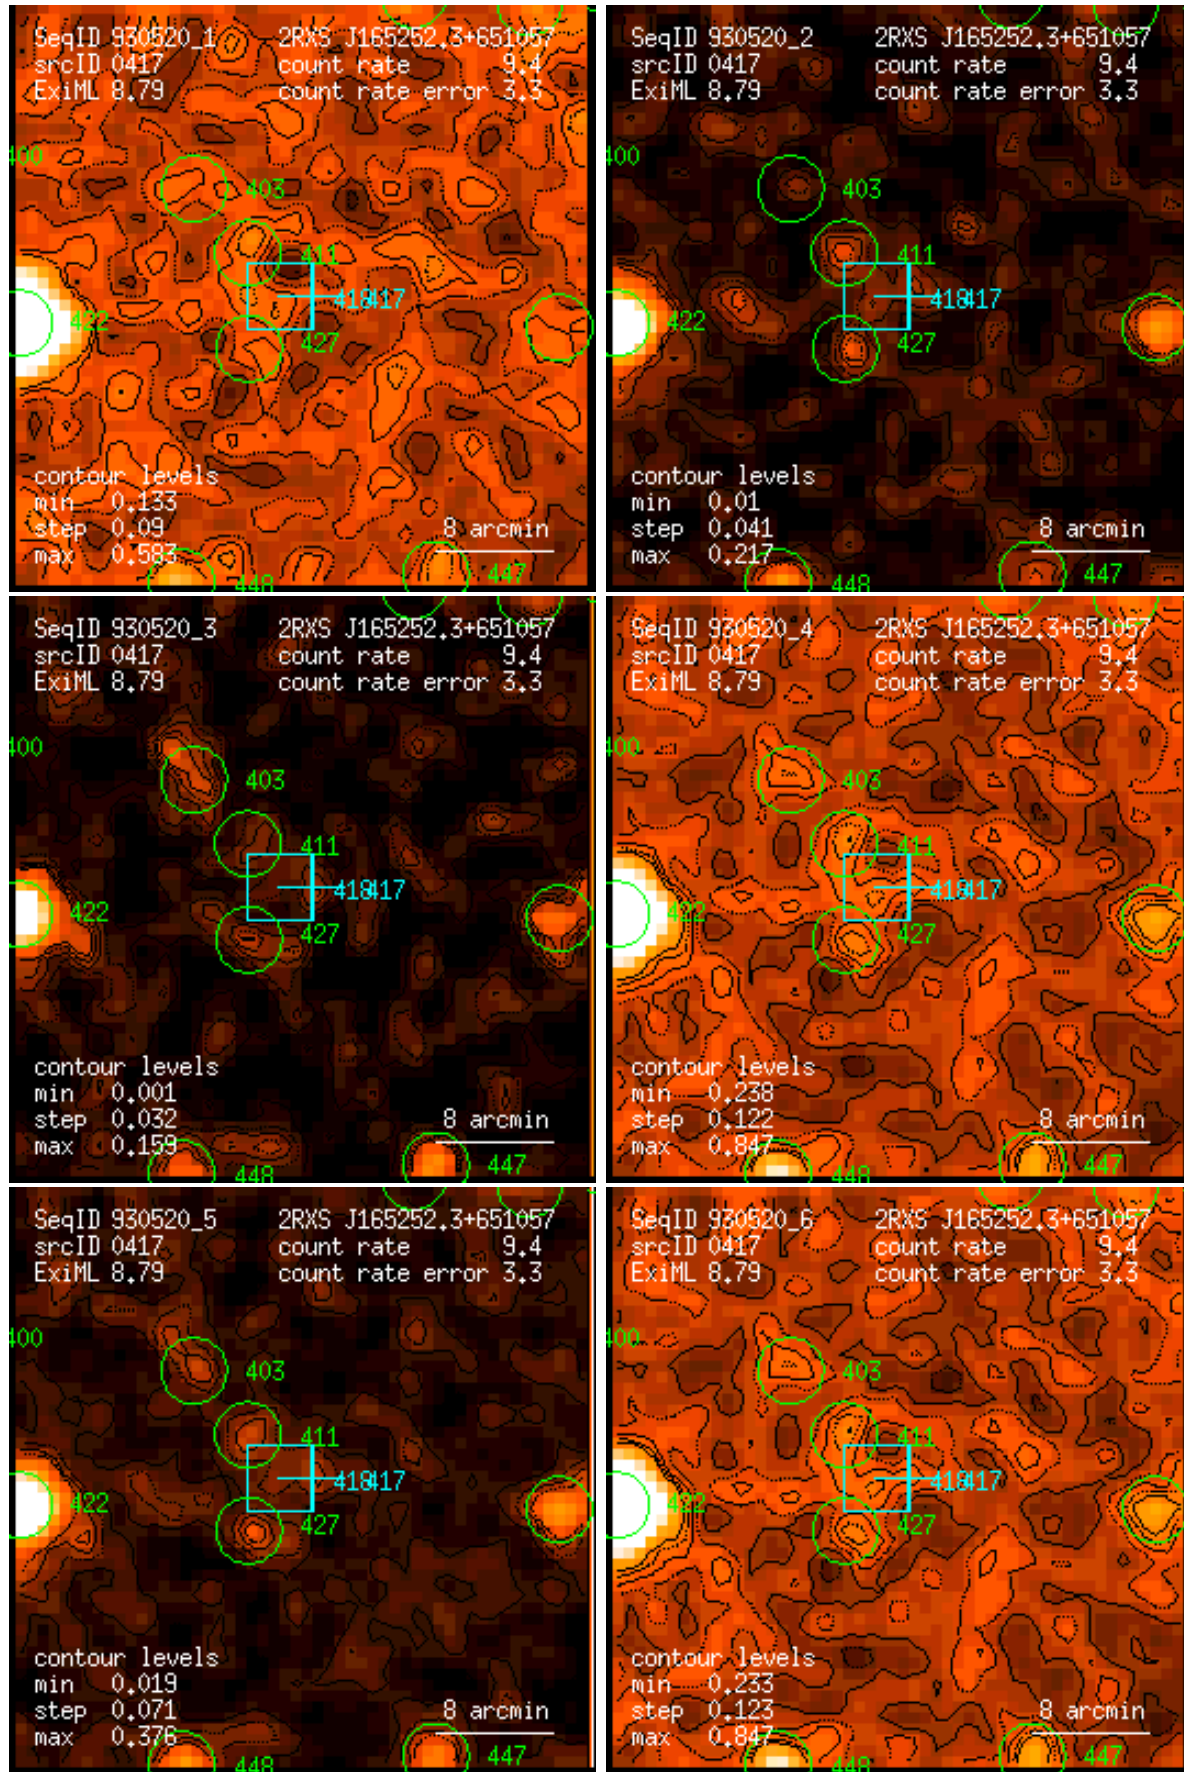 SeqID 930520_1 2RXS J165252.3+651057
srcID 0417 count rate 9.4
ExiML 8.79 count rate error 3.3
400
403
411
418 417
422
427
contour levels
min 0.133
step 0.09
max 0.583
8 arcmin
448
447
SeqID 930520_2 2RXS J165252.3+651057
srcID 0417 count rate 9.4
ExiML 8.79 count rate error 3.3
400
403
411
418 417
422
427
contour levels
min 0.01
step 0.041
max 0.217
8 arcmin
448
447
SeqID 930520_3 2RXS J165252.3+651057
srcID 0417 count rate 9.4
ExiML 8.79 count rate error 3.3
400
403
411
418 417
422
427
contour levels
min 0.001
step 0.032
max 0.159
8 arcmin
448
447
SeqID 930520_4 2RXS J165252.3+651057
srcID 0417 count rate 9.4
ExiML 8.79 count rate error 3.3
400
403
411
418 417
422
427
contour levels
min 0.238
step 0.122
max 0.847
8 arcmin
448
447
SeqID 930520_5 2RXS J165252.3+651057
srcID 0417 count rate 9.4
ExiML 8.79 count rate error 3.3
400
403
411
418 417
422
427
contour levels
min 0.019
step 0.071
max 0.376
8 arcmin
448
447
SeqID 930520_6 2RXS J165252.3+651057
srcID 0417 count rate 9.4
ExiML 8.79 count rate error 3.3
400
403
411
418 417
422
427
contour levels
min 0.233
step 0.123
max 0.847
8 arcmin
448
447